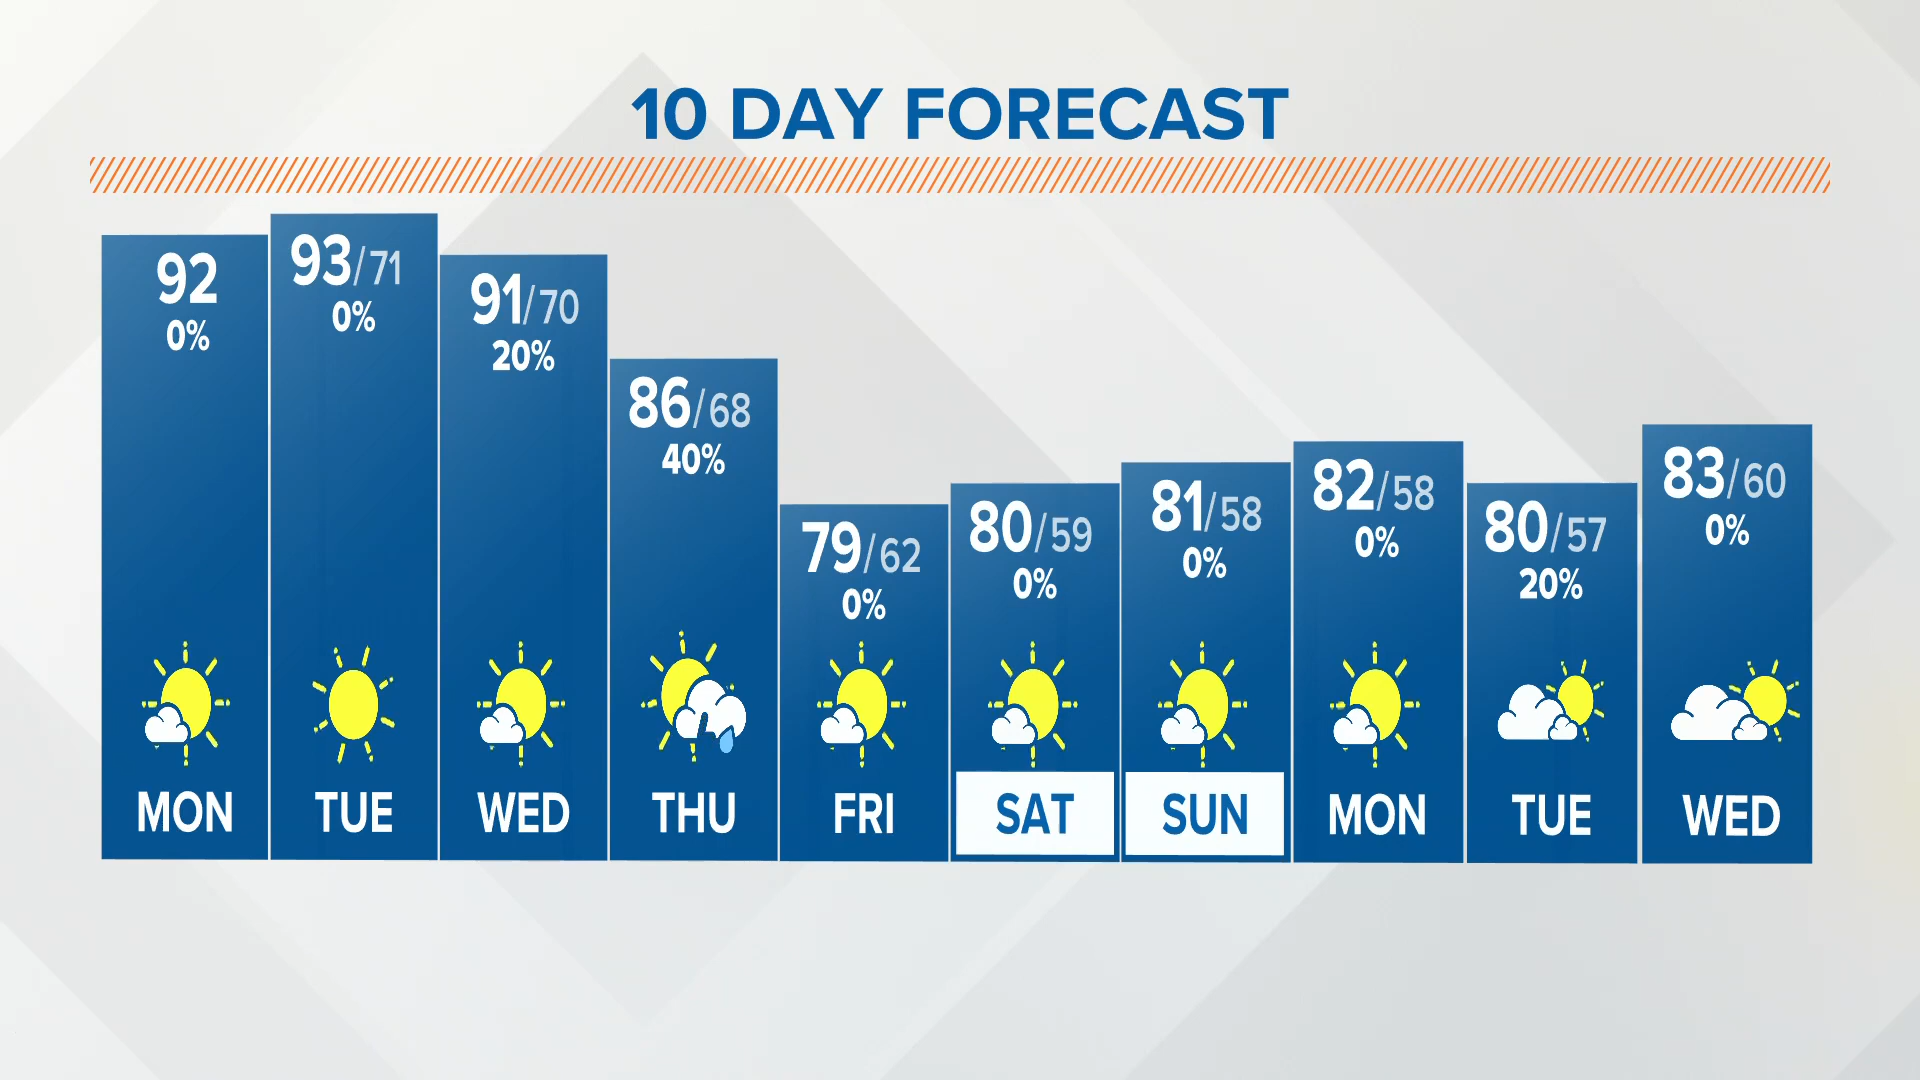 10 DAY FORECAST
92
0%
MON
93/71
0%
TUE
91/70
20%
WED
86/68
40%
THU
79/62
0%
FRI
80/59
0%
SAT
81/58
0%
SUN
82/58
0%
MON
80/57
20%
TUE
83/60
0%
WED